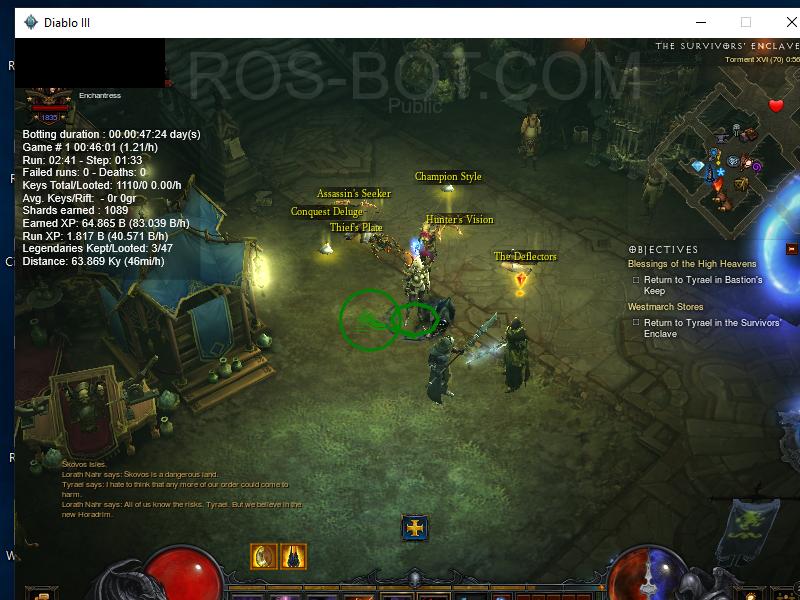 Diablo III
THE SURVIVORS' ENCLAVE
Torment XVI (70) 0:56
ROS-BOT.COM
Public
Enchantress
1835
Botting duration : 00:00:47:24 day(s)
Game # 1 00:46:01 (1.21/h)
Run: 02:41 - Step: 01:33
Failed runs: 0 - Deaths: 0
Keys Total/Looted: 1110/0 0.00/h
Avg. Keys/Rift: - 0r 0gr
Shards earned : 1089
Earned XP: 64.865 B (83.039 B/h)
Run XP: 1.817 B (40.571 B/h)
Legendaries Kept/Looted: 3/47
Distance: 63.869 Ky (46mi/h)
Champion Style
Assassin's Seeker
Conquest Deluge
Hunter's Vision
Thief's Plate
The Deflectors
OBJECTIVES
Blessings of the High Heavens
Return to Tyrael in Bastion's
Keep
Westmarch Stores
Return to Tyrael in the Survivors'
Enclave
Skovos Isles.
Lorath Nahr says: Skovos is a dangerous land.
Tyrael says: I hate to think that any more of our order could come to
harm.
Lorath Nahr says: All of us know the risks, Tyrael. But we believe in the
new Horadrim.